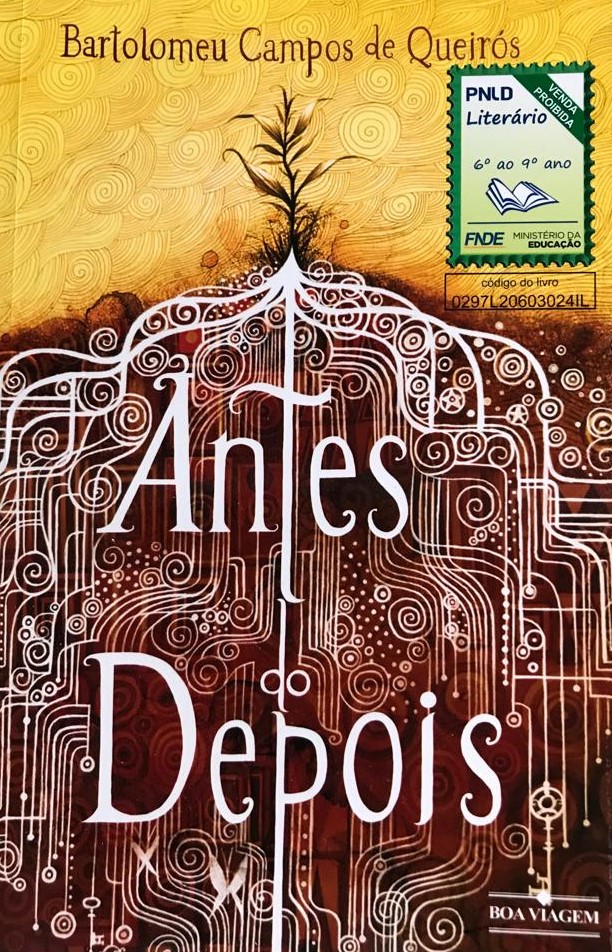 Bartolomeu Campos de Queirós
PNLD
Literário
VENDA
PROIBIDA
6º ao 9º ano
FNDE
MINISTÉRIO DA
EDUCAÇÃO
código do livro
0297L20603024IL
Antes
do
Depois
BOA VIAGEM